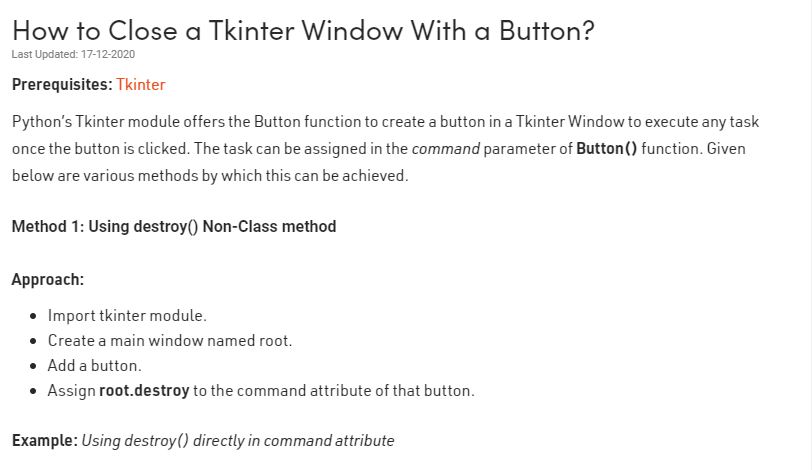 How to Close a Tkinter Window With a Button?
Last Updated: 17-12-2020
Prerequisites: Tkinter
Python’s Tkinter module offers the Button function to create a button in a Tkinter Window to execute any task
once the button is clicked. The task can be assigned in the command parameter of Button() function. Given
below are various methods by which this can be achieved.
Method 1: Using destroy() Non-Class method
Approach:
• Import tkinter module.
• Create a main window named root.
• Add a button.
• Assign root.destroy to the command attribute of that button.
Example: Using destroy() directly in command attribute